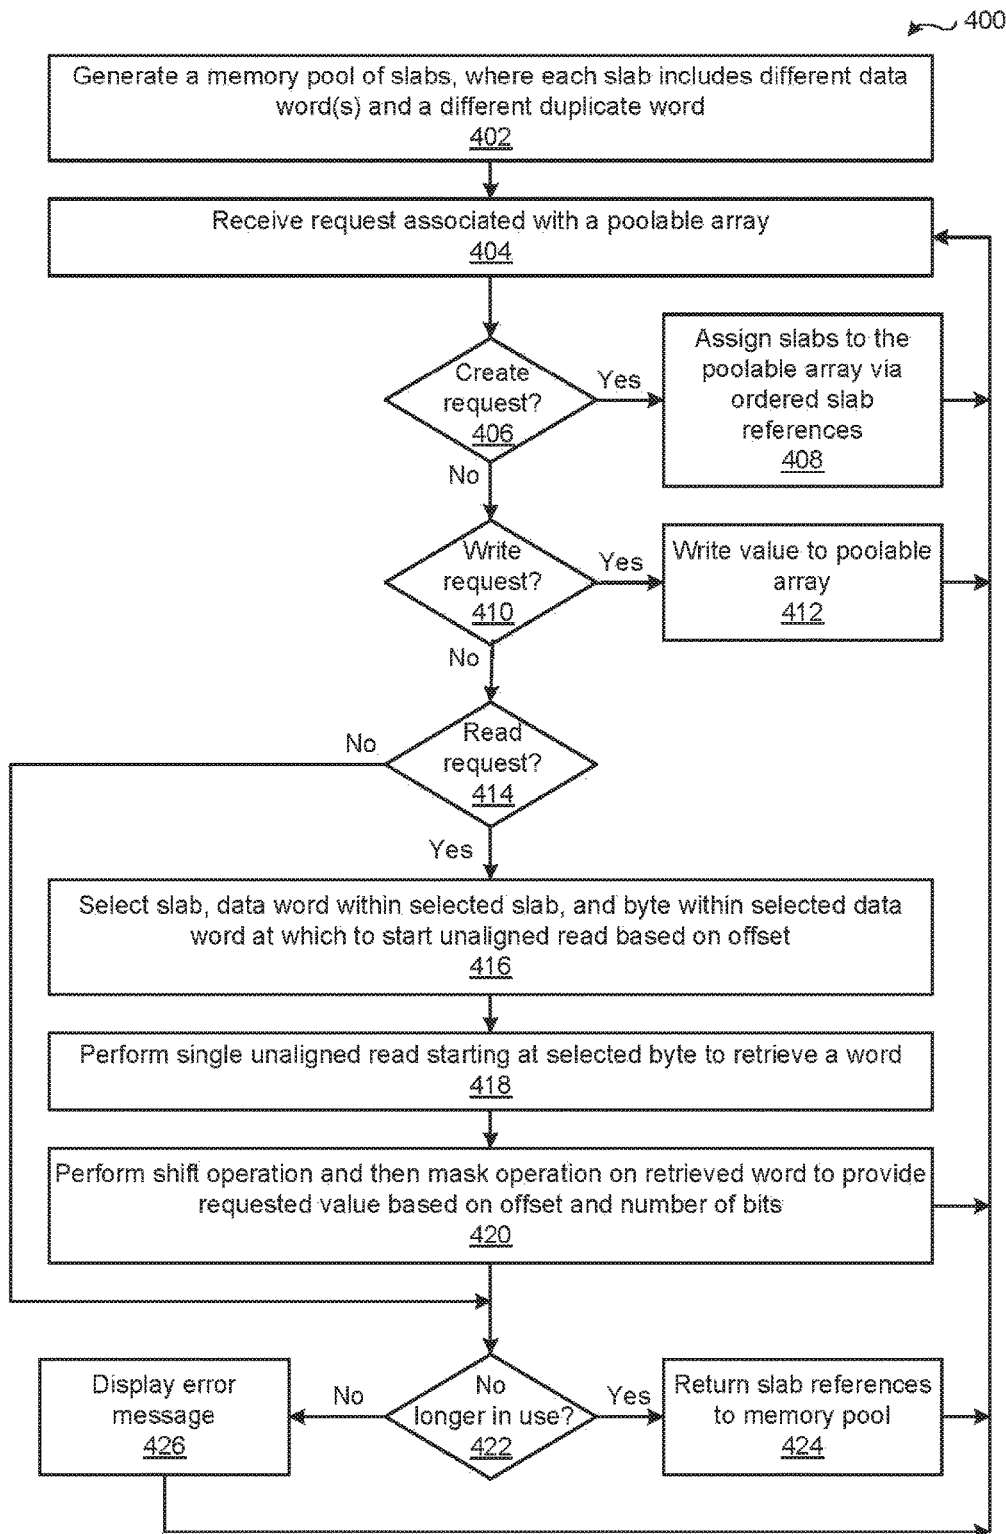 400
Generate a memory pool of slabs, where each slab includes different data
word(s) and a different duplicate word
402
Receive request associated with a poolable array
404
Create
request?
406
Yes
No
Assign slabs to the
poolable array via
ordered slab
references
408
Write
request?
410
Yes
No
Write value to poolable
array
412
Read
request?
414
No
Yes
Select slab, data word within selected slab, and byte within selected data
word at which to start unaligned read based on offset
416
Perform single unaligned read starting at selected byte to retrieve a word
418
Perform shift operation and then mask operation on retrieved word to provide
requested value based on offset and number of bits
420
Display error
message
426
No
No
longer in use?
422
Yes
Return slab references
to memory pool
424